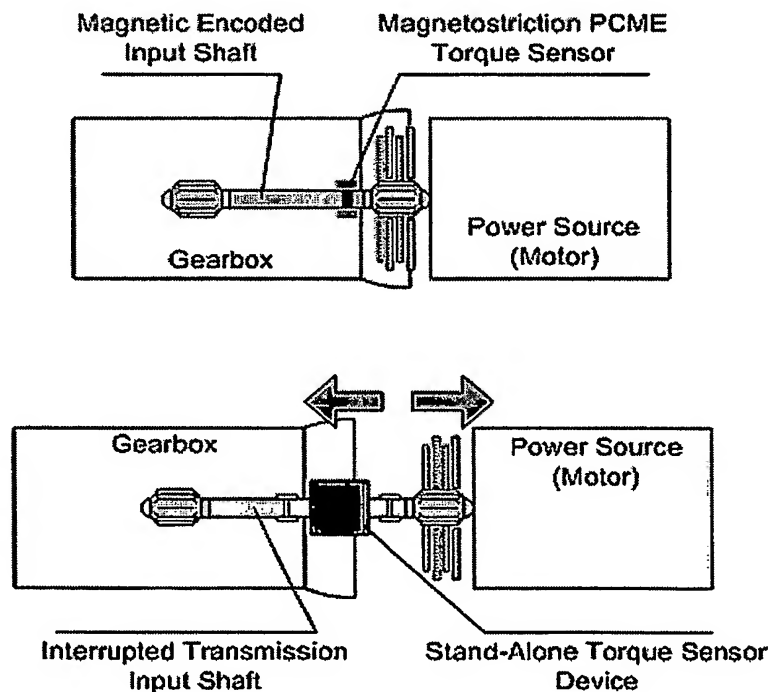 Magnetic Encoded
Input Shaft
Magnetostriction PCME
Torque Sensor
Gearbox
Power Source
(Motor)
Gearbox
Power Source
(Motor)
Interrupted Transmission
Input Shaft
Stand-Alone Torque Sensor
Device